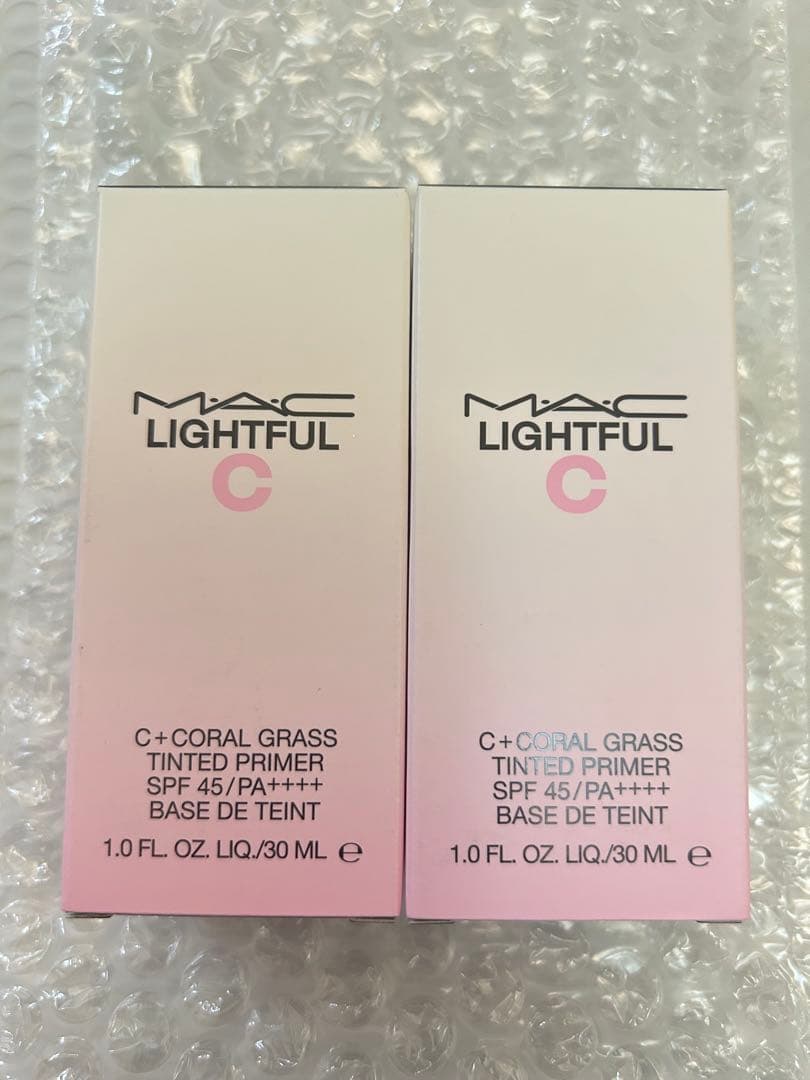 M·A·C
LIGHTFUL
C
C+CORAL GRASS
TINTED PRIMER
SPF 45/PA++++
BASE DE TEINT
1.0 FL. OZ. LIQ./30 ML ℮
M·A·C
LIGHTFUL
C
C+CORAL GRASS
TINTED PRIMER
SPF 45/PA++++
BASE DE TEINT
1.0 FL. OZ. LIQ./30 ML ℮